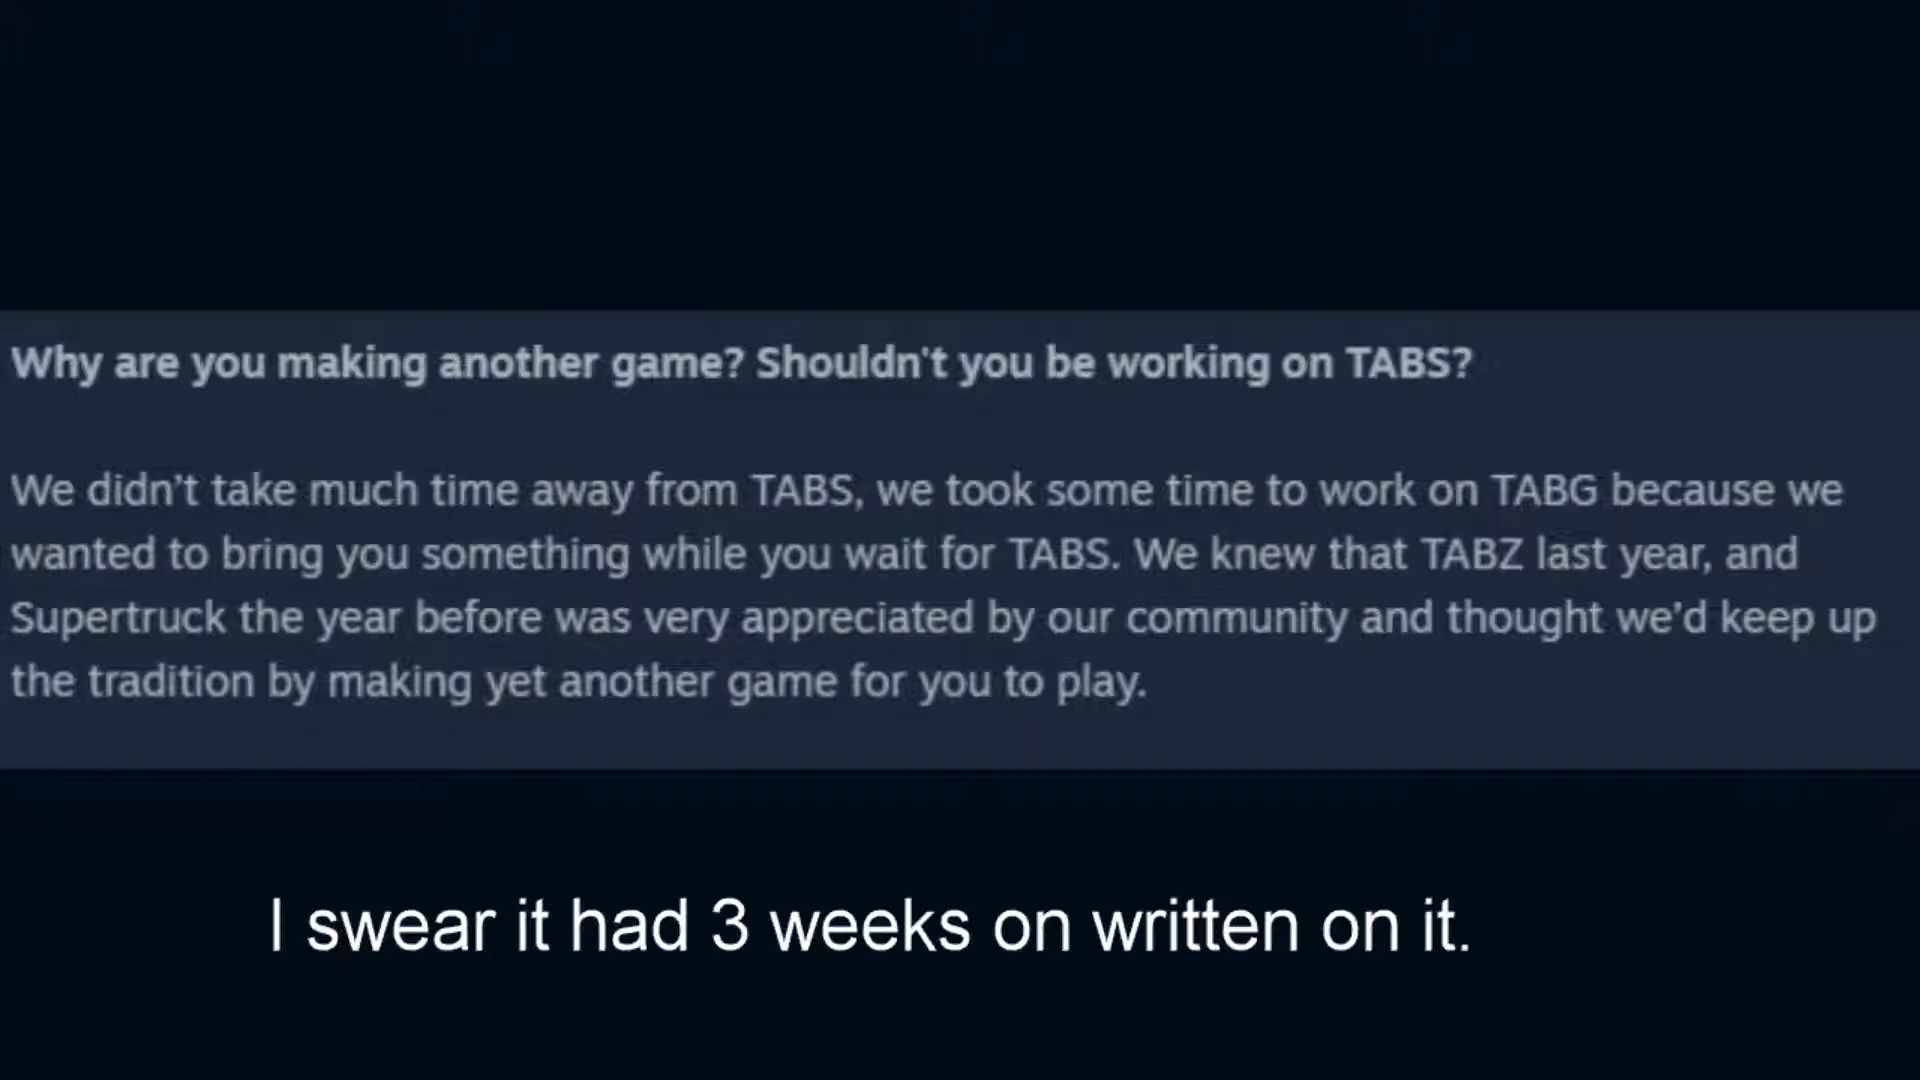 Why are you making another game? Shouldn't you be working on TABS?
We didn't take much time away from TABS, we took some time to work on TABG because we
wanted to bring you something while you wait for TABS. We knew that TABZ last year, and
Supertruck the year before was very appreciated by our community and thought we'd keep up
the tradition by making yet another game for you to play.
I swear it had 3 weeks on written on it.